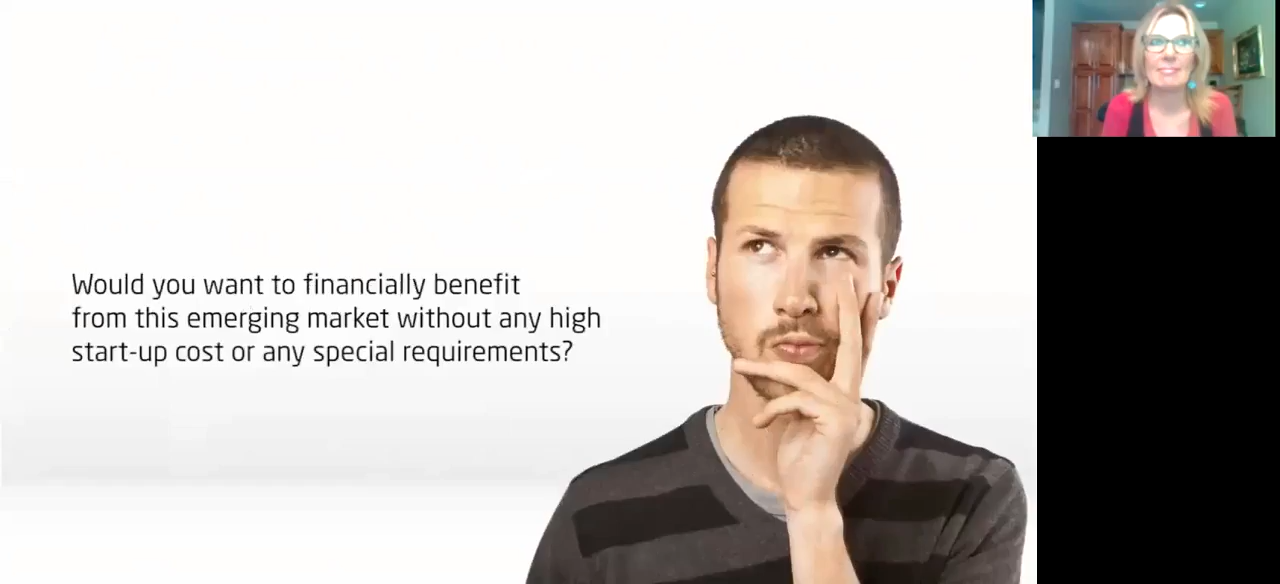 Would you want to financially benefit
from this emerging market without any high
start-up cost or any special requirements?